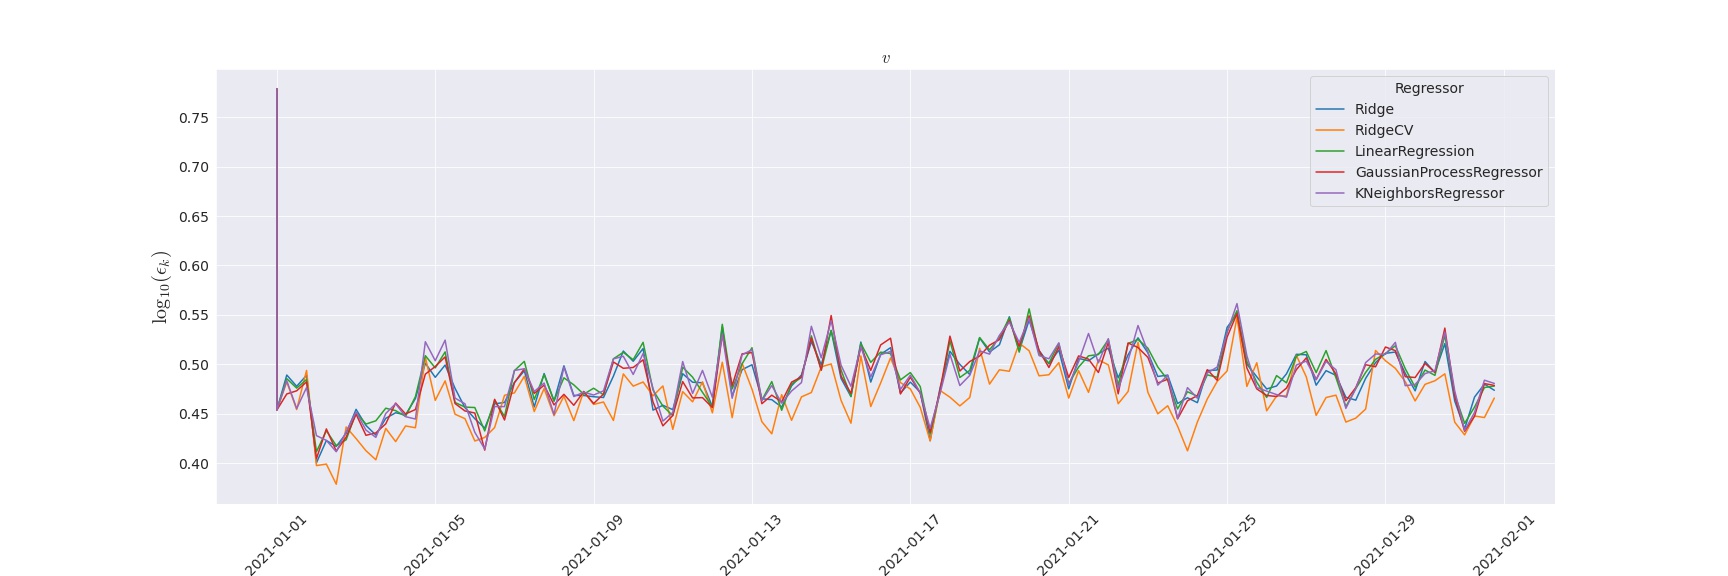 v
log10(ϵk)
0.75
0.70
0.65
0.60
0.55
0.50
0.45
0.40
2021-01-01
2021-01-05
2021-01-09
2021-01-13
2021-01-17
2021-01-21
2021-01-25
2021-01-29
2021-02-01
Regressor
Ridge
RidgeCV
LinearRegression
GaussianProcessRegressor
KNeighborsRegressor